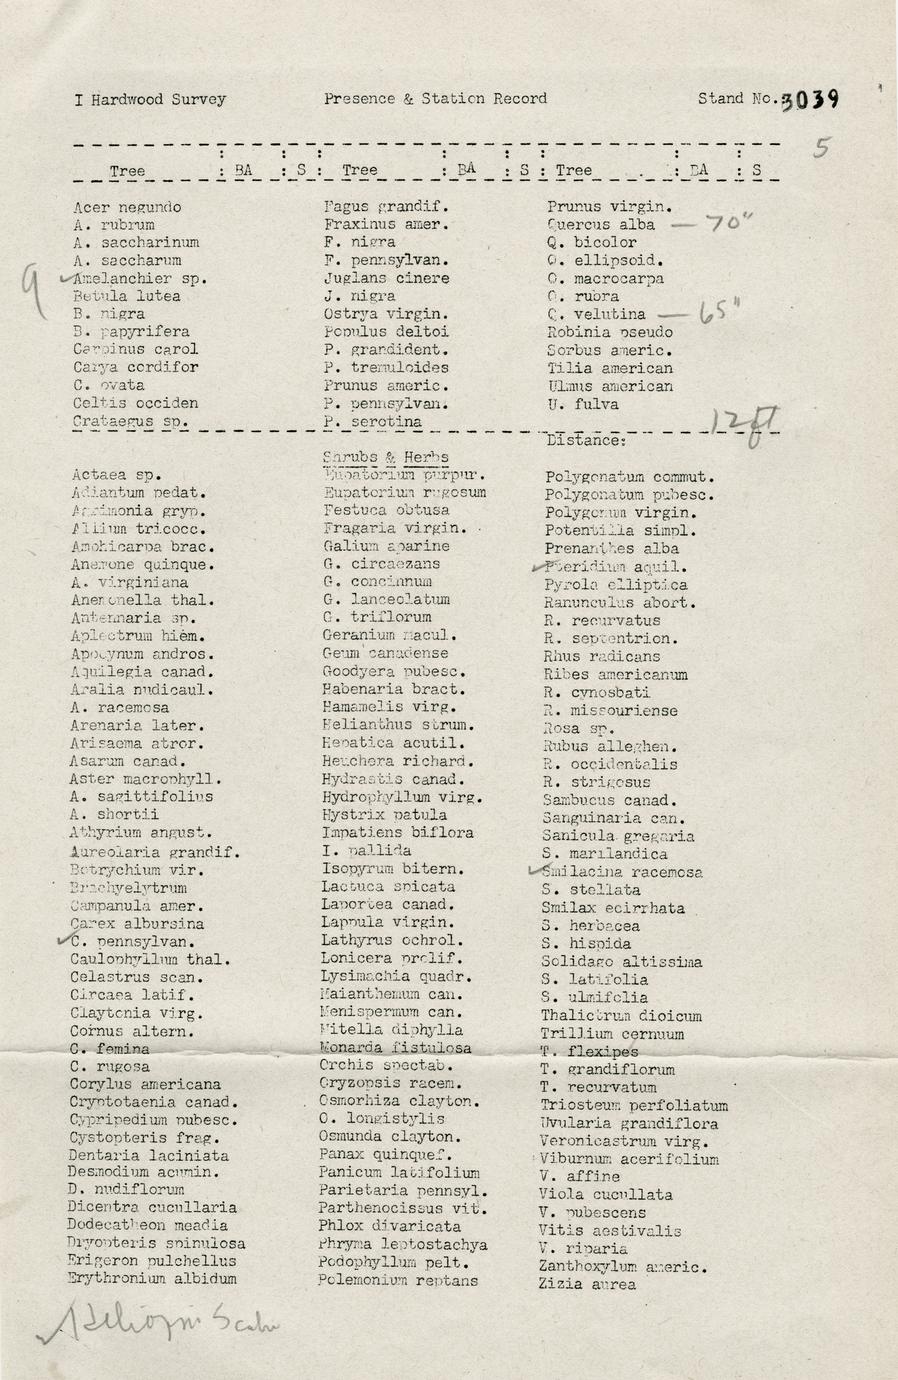 I Hardwood Survey Presence & Station Record Stand No. 3039
5
Tree : BA : S : Tree : BA : S : Tree : BA : S
Acer negundo Fagus grandif. Prunus virgin.
A. rubrum Fraxinus amer. Quercus alba — 70"
A. saccharinum F. nigra Q. bicolor
A. saccharum F. pennsylvan. Q. ellipsoid.
9 ✓Amelanchier sp. Juglans cinere Q. macrocarpa
Betula lutea J. nigra Q. rubra
B. nigra Ostrya virgin. Q. velutina — 65"
B. papyrifera Populus deltoi Robinia pseudo
Carpinus carol P. grandident. Sorbus americ.
Carya cordifor P. tremuloides Tilia american
C. ovata Prunus americ. Ulmus american
Celtis occiden P. pennsylvan. U. fulva
Crataegus sp. P. serotina
Distance: 12 ft
Shrubs & Herbs
Actaea sp. Eupatorium purpur. Polygonatum commut.
Adiantum pedat. Eupatorium rugosum Polygonatum pubesc.
Agrimonia gryp. Festuca obtusa Polygonum virgin.
Allium tricocc. Fragaria virgin. Potentilla simpl.
Amphicarpa brac. Galium aparine Prenanthes alba
Anemone quinque. G. circaezans ✓Pteridium aquil.
A. virginiana G. concinnum Pyrola elliptica
Anemonella thal. G. lanceolatum Ranunculus abort.
Antennaria sp. G. triflorum R. recurvatus
Aplectrum hiem. Geranium macul. R. septentrion.
Apocynum andros. Geum canadense Rhus radicans
Aquilegia canad. Goodyera pubesc. Ribes americanum
Aralia nudicaul. Habenaria bract. R. cynosbati
A. racemosa Hamamelis virg. R. missouriense
Arenaria later. Helianthus strum. Rosa sp.
Arisaema atror. Hepatica acutil. Rubus alleghen.
Asarum canad. Heuchera richard. R. occidentalis
Aster macrophyll. Hydrastis canad. R. strigosus
A. sagittifolius Hydrophyllum virg. Sambucus canad.
A. shortii Hystrix patula Sanguinaria can.
Athyrium angust. Impatiens biflora Sanicula gregaria
Aureolaria grandif. I. pallida S. marilandica
Botrychium vir. Isopyrum bitern. ✓Smilacina racemosa
Brachyelytrum Lactuca spicata S. stellata
Campanula amer. Laportea canad. Smilax ecirrhata
Carex albursina Lappula virgin. S. herbacea
✓C. pennsylvan. Lathyrus ochrol. S. hispida
Caulophyllum thal. Lonicera prolif. Solidago altissima
Celastrus scan. Lysimachia quadr. S. latifolia
Circaea latif. Maianthemum can. S. ulmifolia
Claytonia virg. Menispermum can. Thalictrum dioicum
Cornus altern. Mitella diphylla Trillium cernuum
C. femina Monarda fistulosa T. flexipes
C. rugosa Orchis spectab. T. grandiflorum
Corylus americana Oryzopsis racem. T. recurvatum
Cryptotaenia canad. Osmorhiza clayton. Triosteum perfoliatum
Cypripedium pubesc. O. longistylis Uvularia grandiflora
Cystopteris frag. Osmunda clayton. Veronicastrum virg.
Dentaria laciniata Panax quinquef. Viburnum acerifolium
Desmodium acumin. Panicum latifolium V. affine
D. nudiflorum Parietaria pennsyl. Viola cucullata
Dicentra cucullaria Parthenocissus vit. V. pubescens
Dodecatheon meadia Phlox divaricata Vitis aestivalis
Dryopteris spinulosa Phryma leptostachya V. riparia
Erigeron pulchellus Podophyllum pelt. Zanthoxylum americ.
Erythronium albidum Polemonium reptans Zizia aurea
✓Heliopsis Scabr